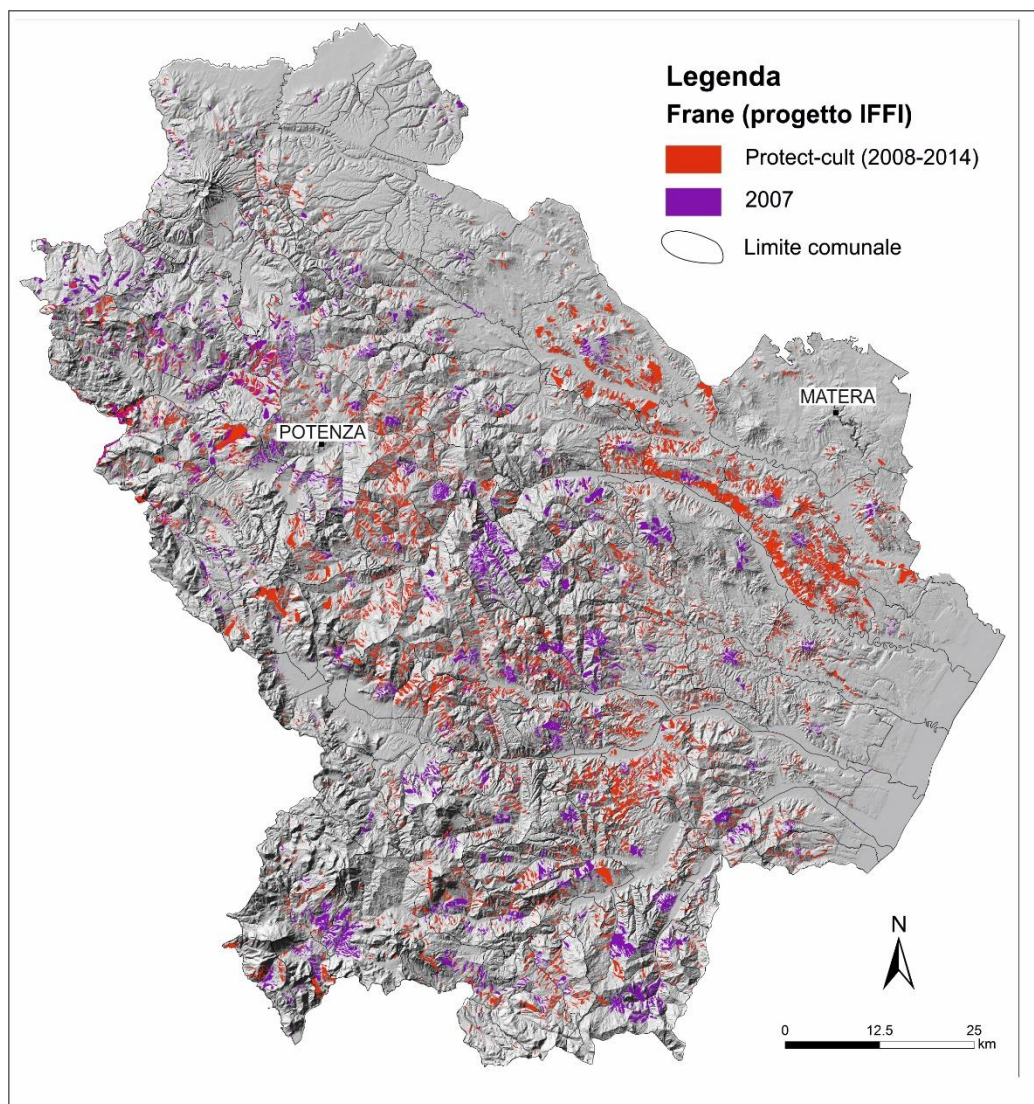 Legenda
Frane (progetto IFFI)
Protect-cult (2008-2014)
2007
Limite comunale
MATERA
POTENZA
N
0 12.5 25
km